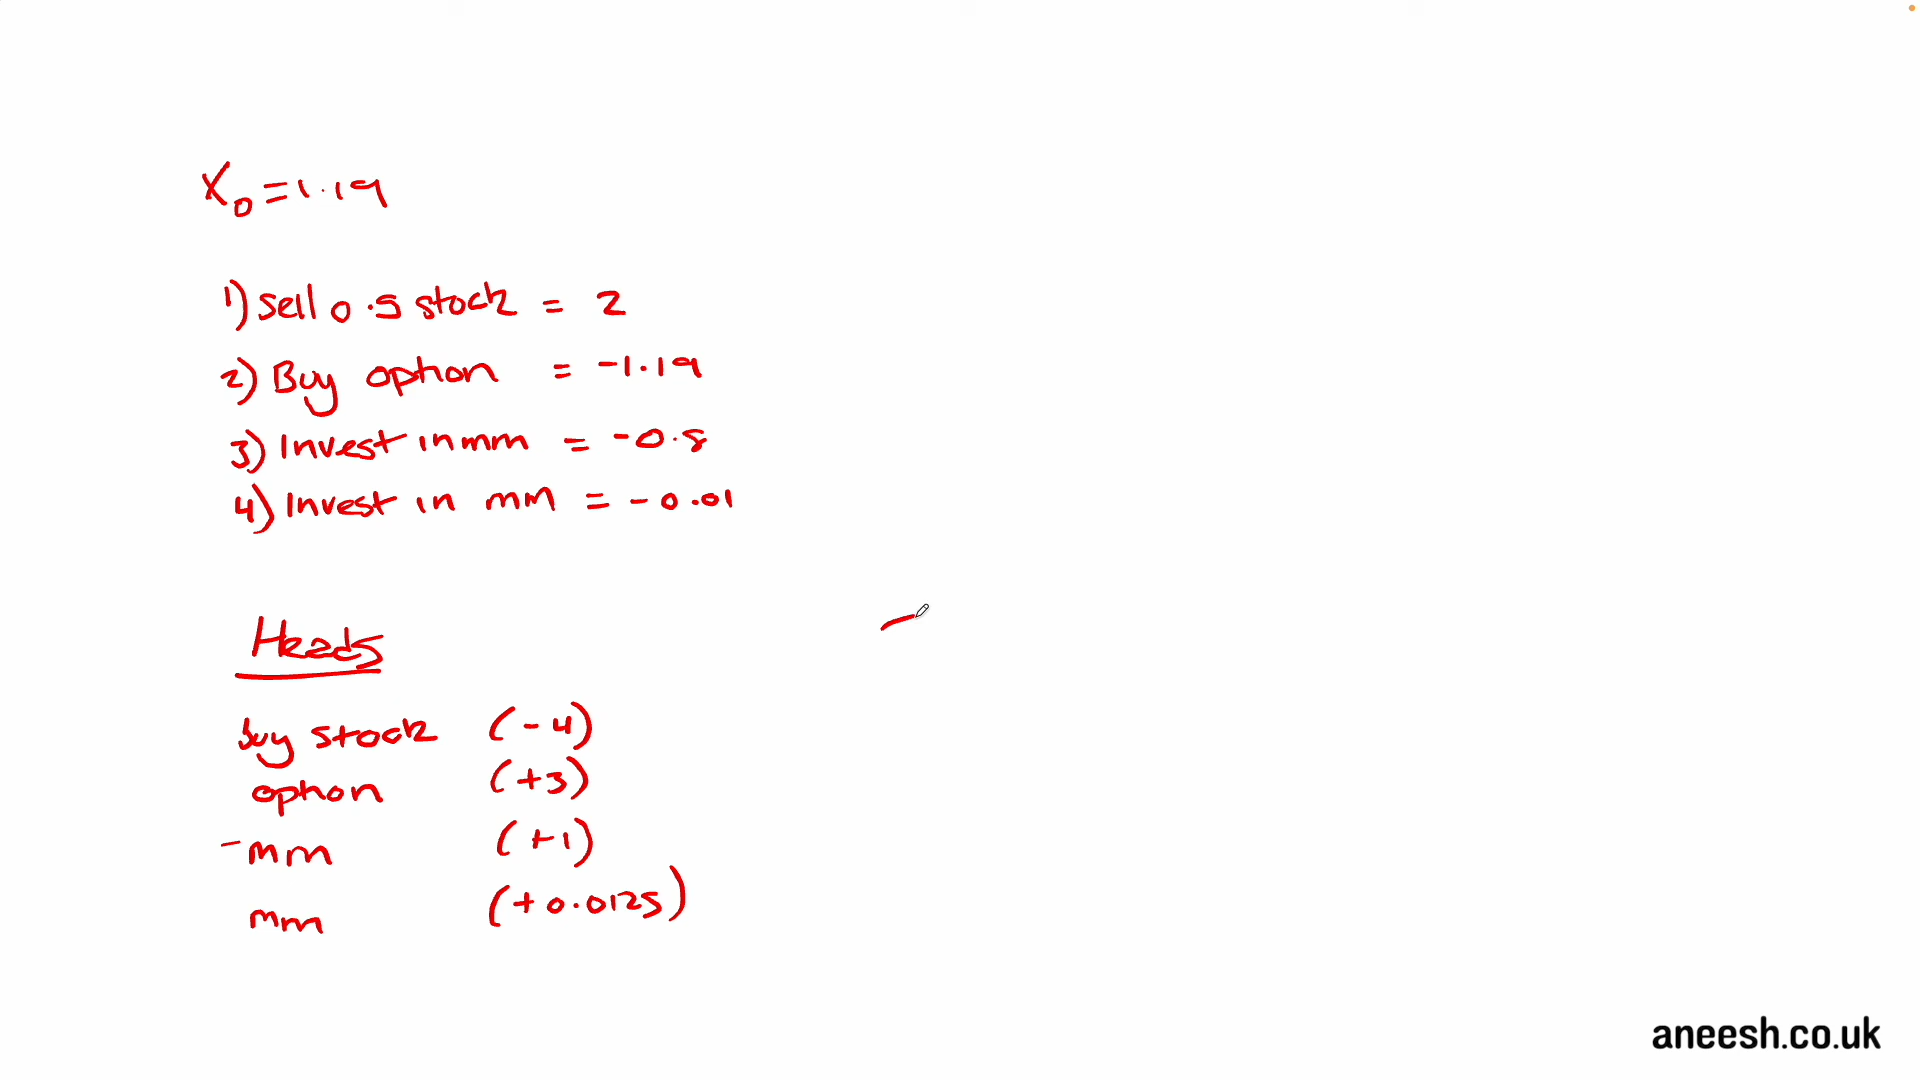 X₀ = 1.19
1) Sell 0.5 stock = 2
2) Buy option = -1.19
3) Invest in mm = -0.8
4) Invest in mm = -0.01
Heads
Buy stock (-4)
option (+3)
- mm (+1)
mm (+0.0125)
aneesh.co.uk